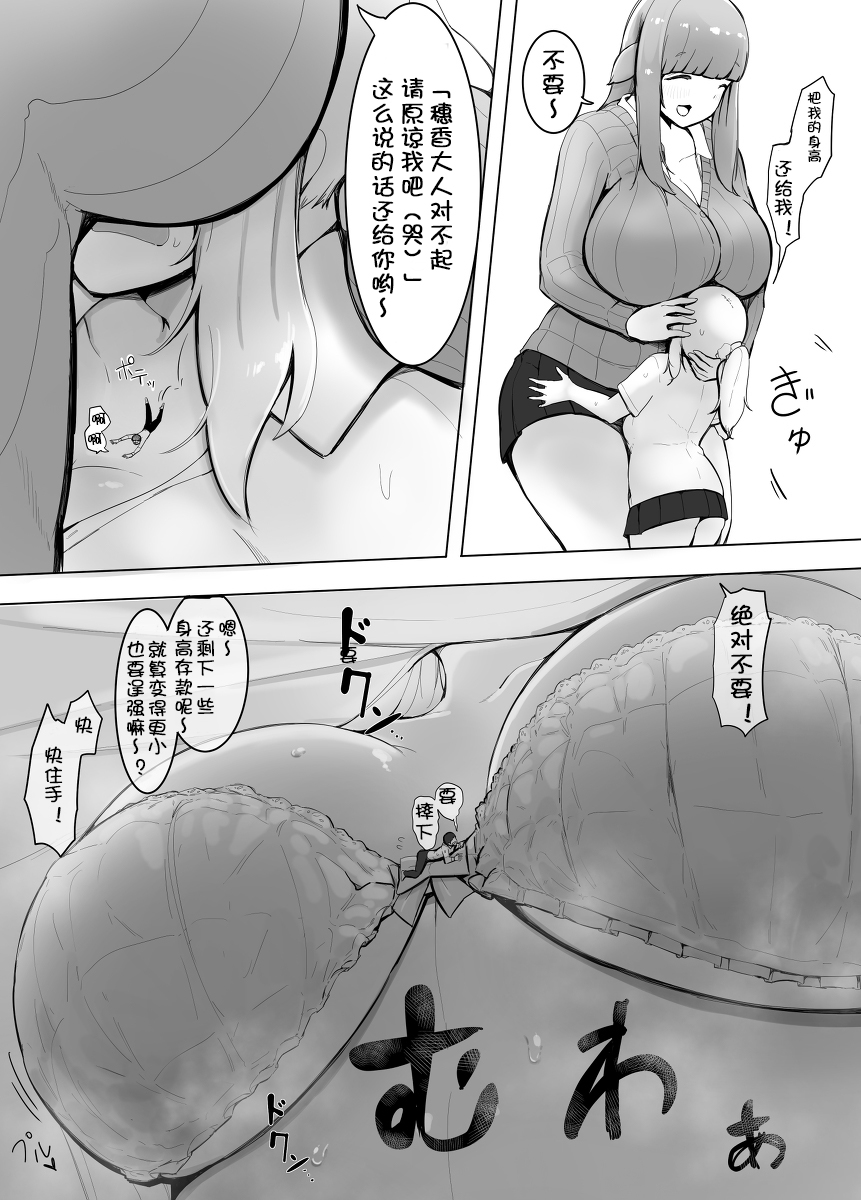 把我的身高
还给我！
不要～
ぎゅ
「穗香大人对不起
请原谅我吧（哭）」
这么说的话还给你哟～
ポイッ
啊
啊
绝对不要！
ドクン
要
嗯～
还剩下一些
身高存款呢～
就算变得更小
也要逞强嘛～？
快
快住手！
要
摔下
むわぁ
ドクン…
プル